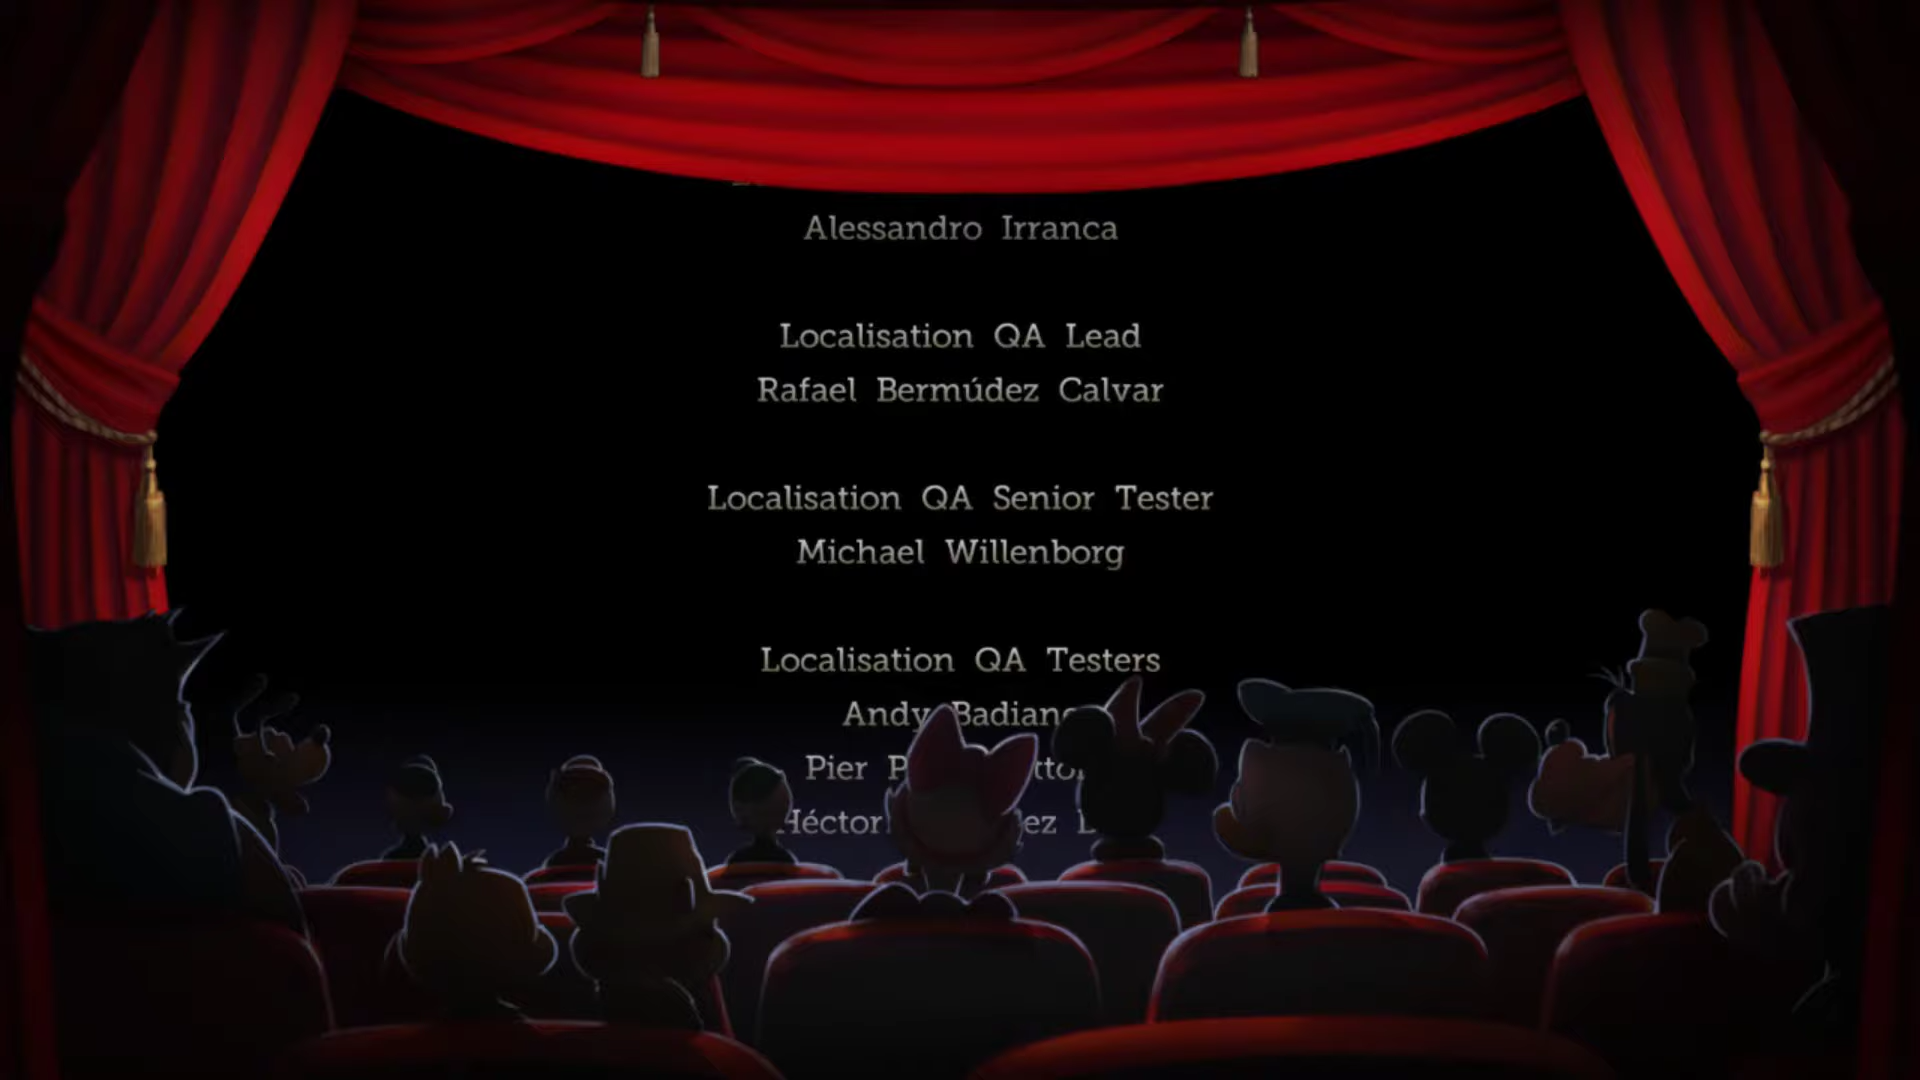 Alessandro Irranca
Localisation QA Lead
Rafael Bermúdez Calvar
Localisation QA Senior Tester
Michael Willenborg
Localisation QA Testers
Andy
Pier
Héctor